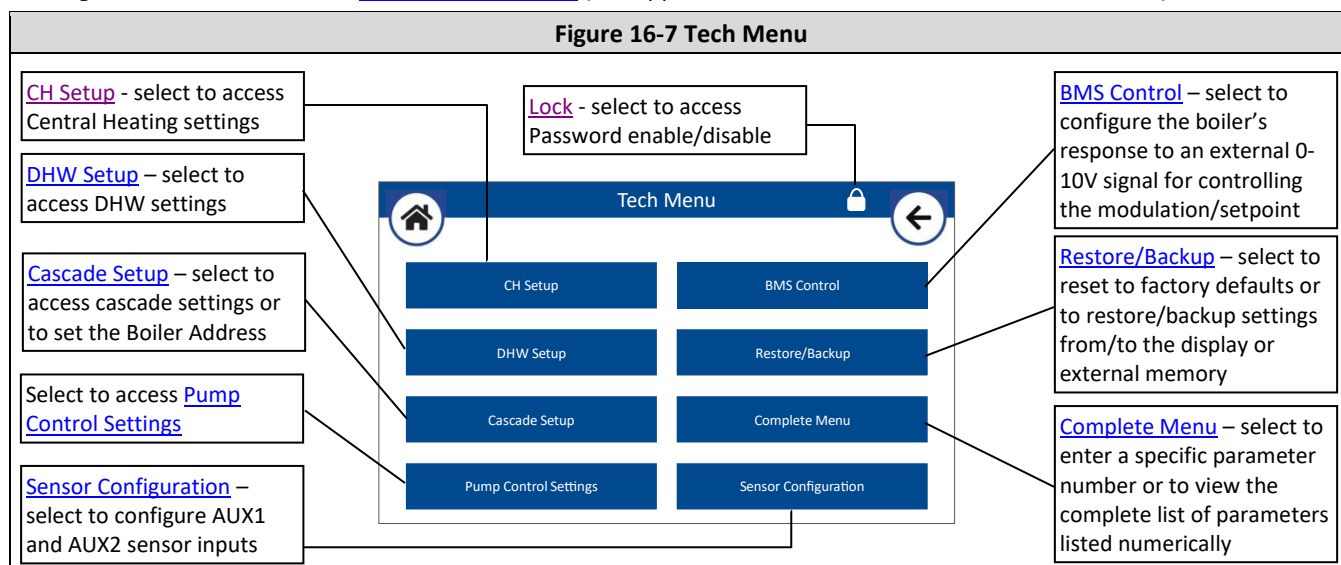 Figure 16-7 Tech Menu
CH Setup - select to access
Central Heating settings
DHW Setup – select to
access DHW settings
Cascade Setup – select to
access cascade settings or
to set the Boiler Address
Select to access Pump
Control Settings
Sensor Configuration –
select to configure AUX1
and AUX2 sensor inputs
Lock - select to access
Password enable/disable
Tech Menu
CH Setup
BMS Control
DHW Setup
Restore/Backup
Cascade Setup
Complete Menu
Pump Control Settings
Sensor Configuration
BMS Control – select to
configure the boiler’s
response to an external 0-
10V signal for controlling
the modulation/setpoint
Restore/Backup – select to
reset to factory defaults or
to restore/backup settings
from/to the display or
external memory
Complete Menu – select to
enter a specific parameter
number or to view the
complete list of parameters
listed numerically